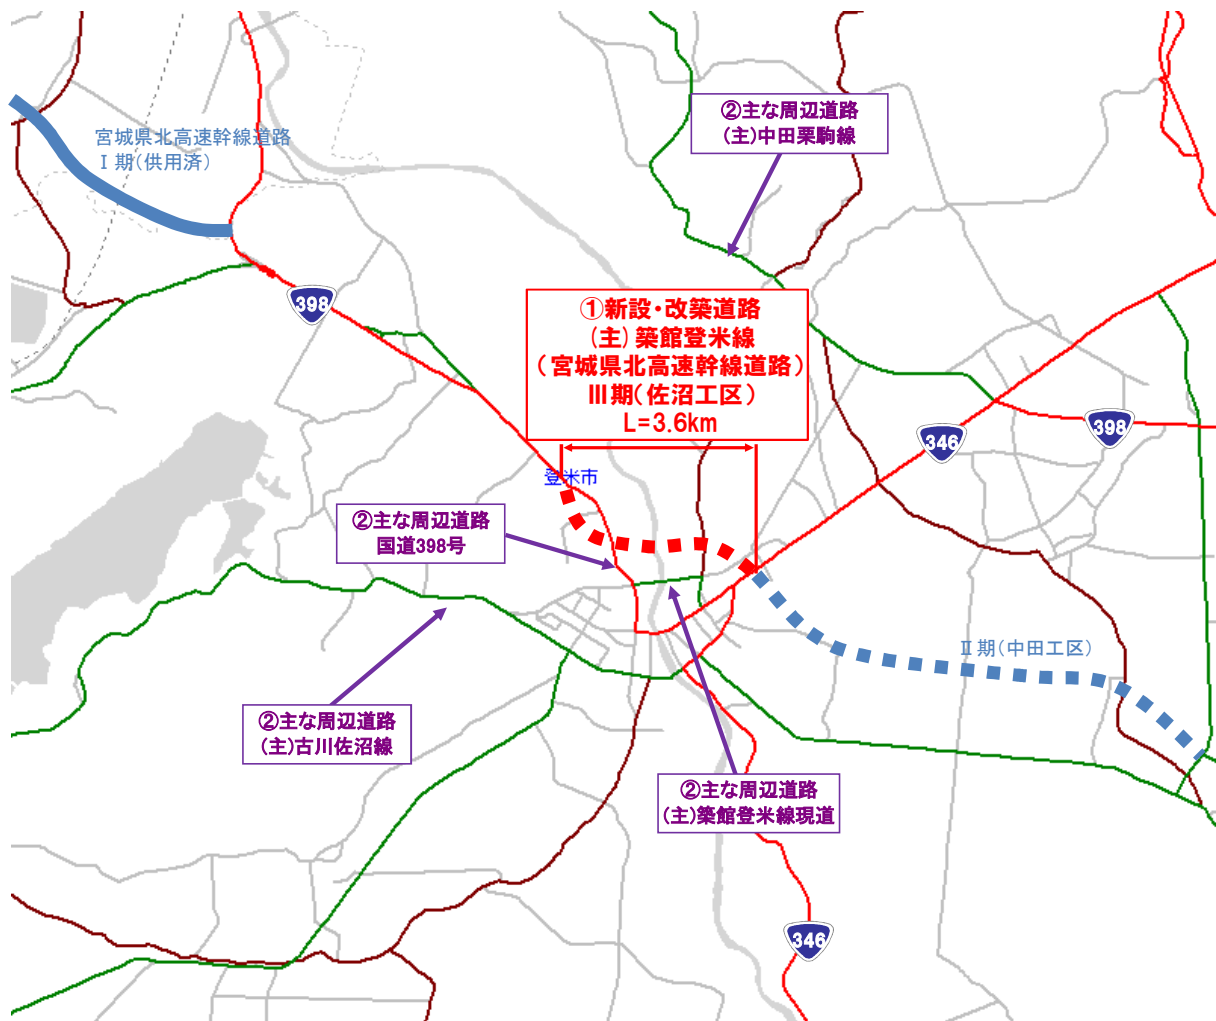 ②主な周辺道路
(主)中田栗駒線
宮城県北高速幹線道路
Ⅰ期(供用済)
398
①新設・改築道路
(主)築館登米線
(宮城県北高速幹線道路)
Ⅲ期(佐沼工区)
L=3.6km
346
398
登米市
②主な周辺道路
国道398号
Ⅱ期(中田工区)
②主な周辺道路
(主)古川佐沼線
②主な周辺道路
(主)築館登米線現道
346